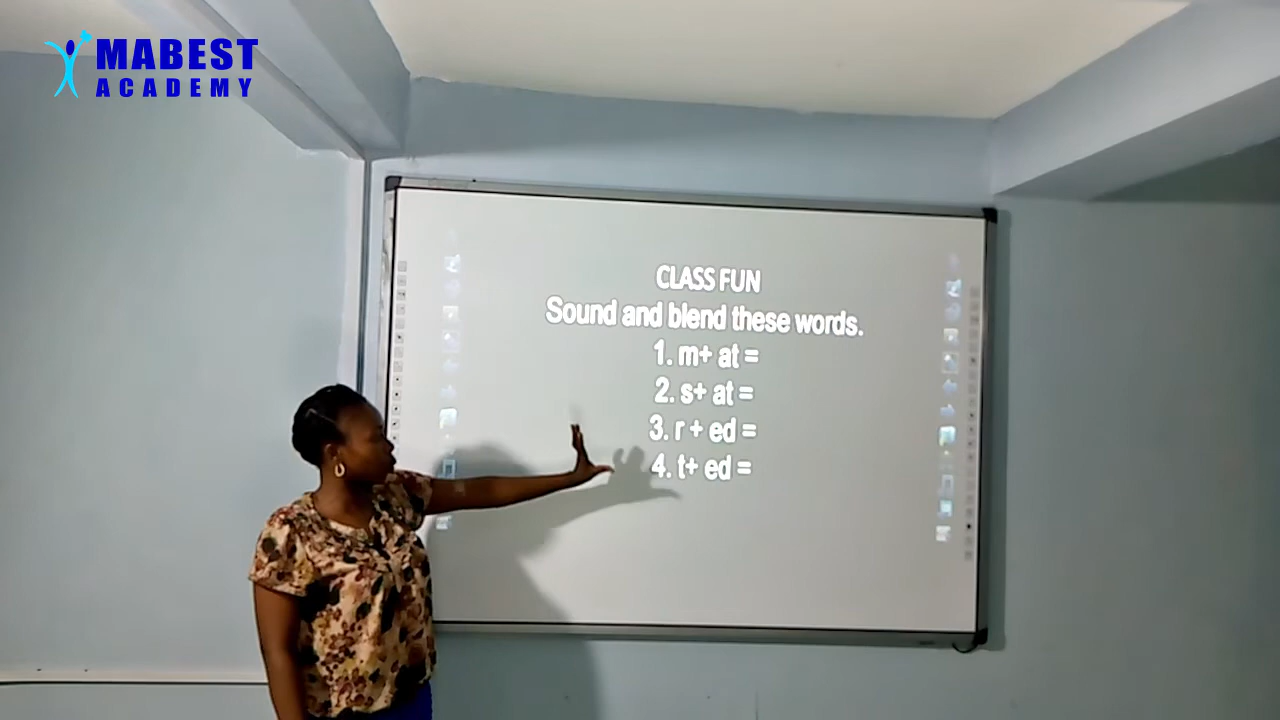 MABEST
ACADEMY
CLASS FUN
Sound and blend these words.
1. m+ at =
2. s+ at =
3. r + ed =
4. t+ ed =